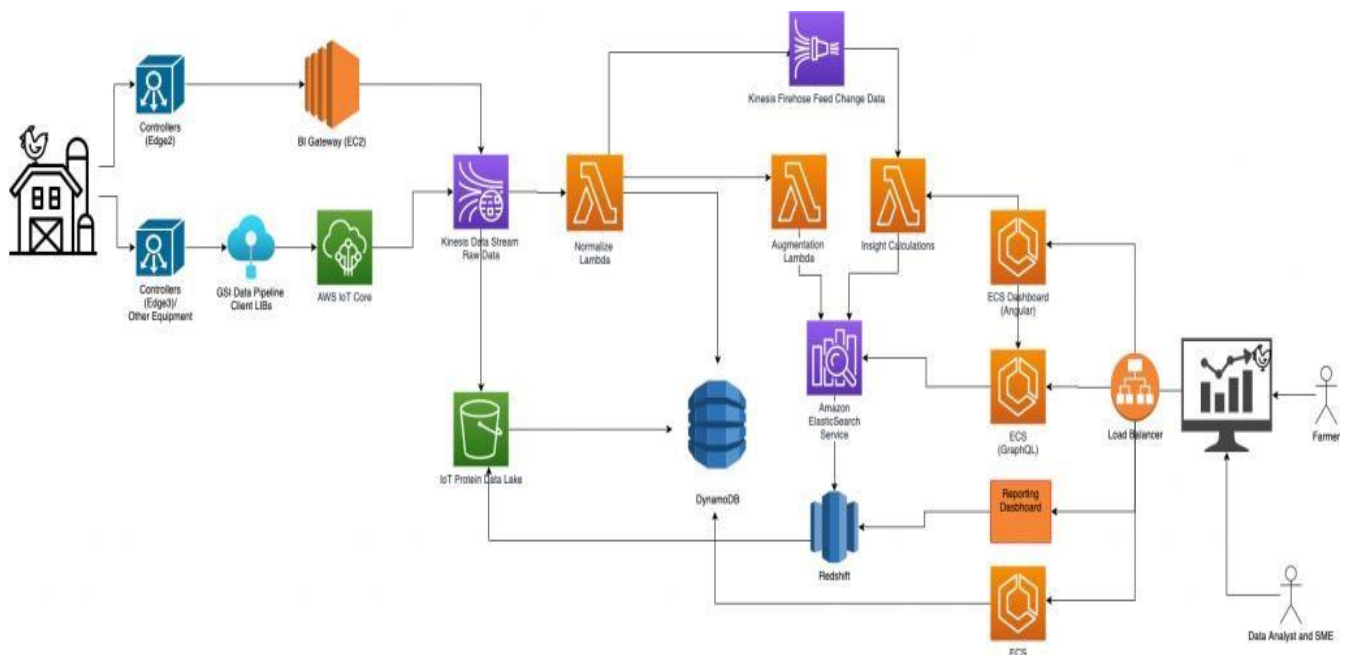 Kinesis Firehose Feed Change Data
Controllers
(Edge2)
BI Gateway (EC2)
Kinesis Data Stream
Raw Data
Normalize
Lambda
Augmentation
Lambda
Insight Calculations
Controllers
(Edge3)/
Other Equipment
GSI Data Pipeline
Client LIBs
AWS IoT Core
ECS Dashboard
(Angular)
Amazon
ElasticSearch
Service
ECS
(GraphQL)
Load Balancer
Farmer
IoT Protein Data Lake
DynamoDB
Reporting
Dasbhoard
Redshift
ECS
Data Analyst and SME